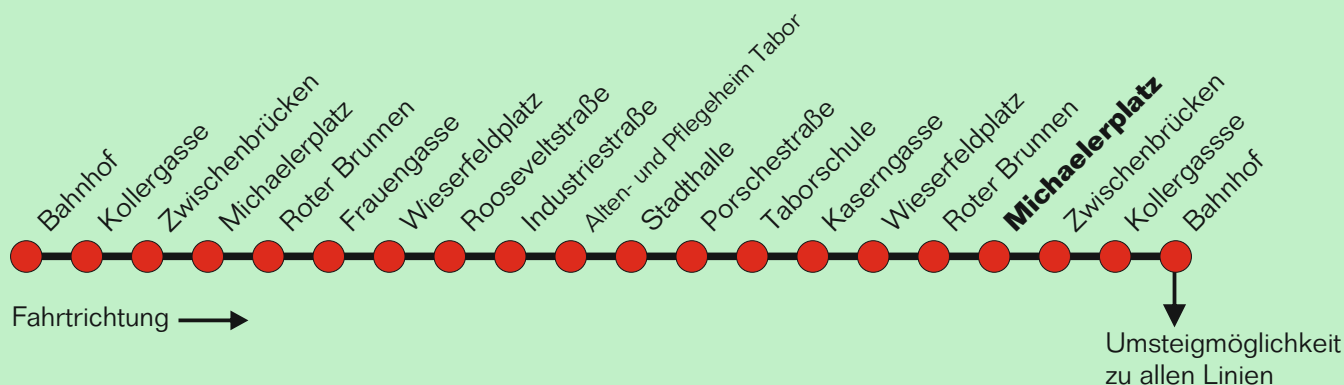 Bahnhof
Kollergasse
Zwischenbrücken
Michaelerplatz
Roter Brunnen
Frauengasse
Wieserfeldplatz
Rooseveltstraße
Industriestraße
Alten- und Pflegeheim Tabor
Stadthalle
Porschestraße
Taborschule
Kaserngasse
Wieserfeldplatz
Roter Brunnen
Michaelerplatz
Zwischenbrücken
Kollergassse
Bahnhof
Fahrtrichtung
Umsteigmöglichkeit
zu allen Linien